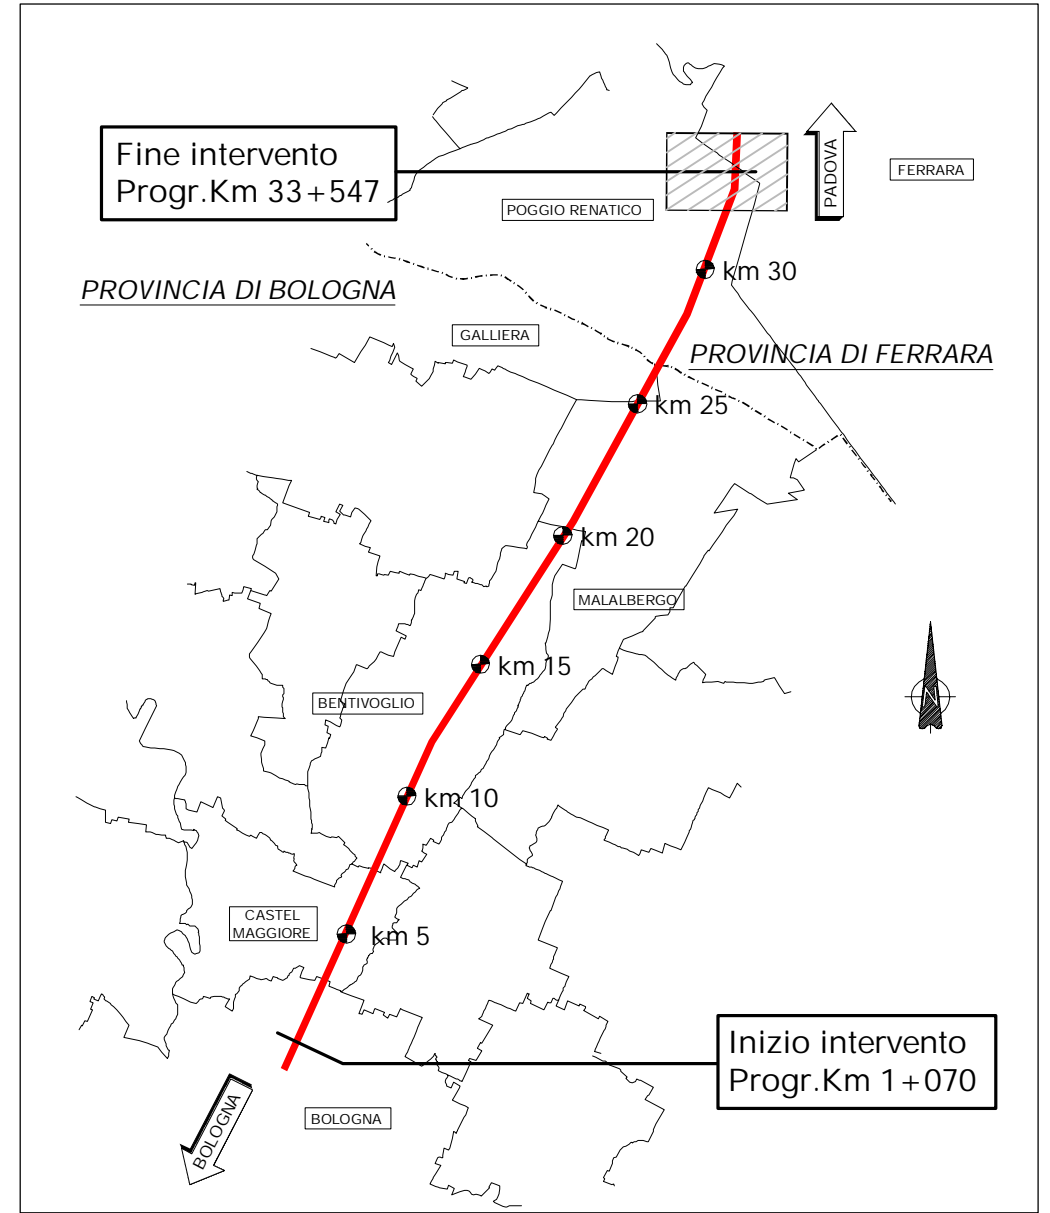 Fine intervento
Progr.Km 33+547
PADOVA
FERRARA
POGGIO RENATICO
km 30
PROVINCIA DI BOLOGNA
GALLIERA
PROVINCIA DI FERRARA
km 25
km 20
MALALBERGO
km 15
BENTIVOGLIO
N
km 10
CASTEL
MAGGIORE
km 5
Inizio intervento
Progr.Km 1+070
BOLOGNA
BOLOGNA